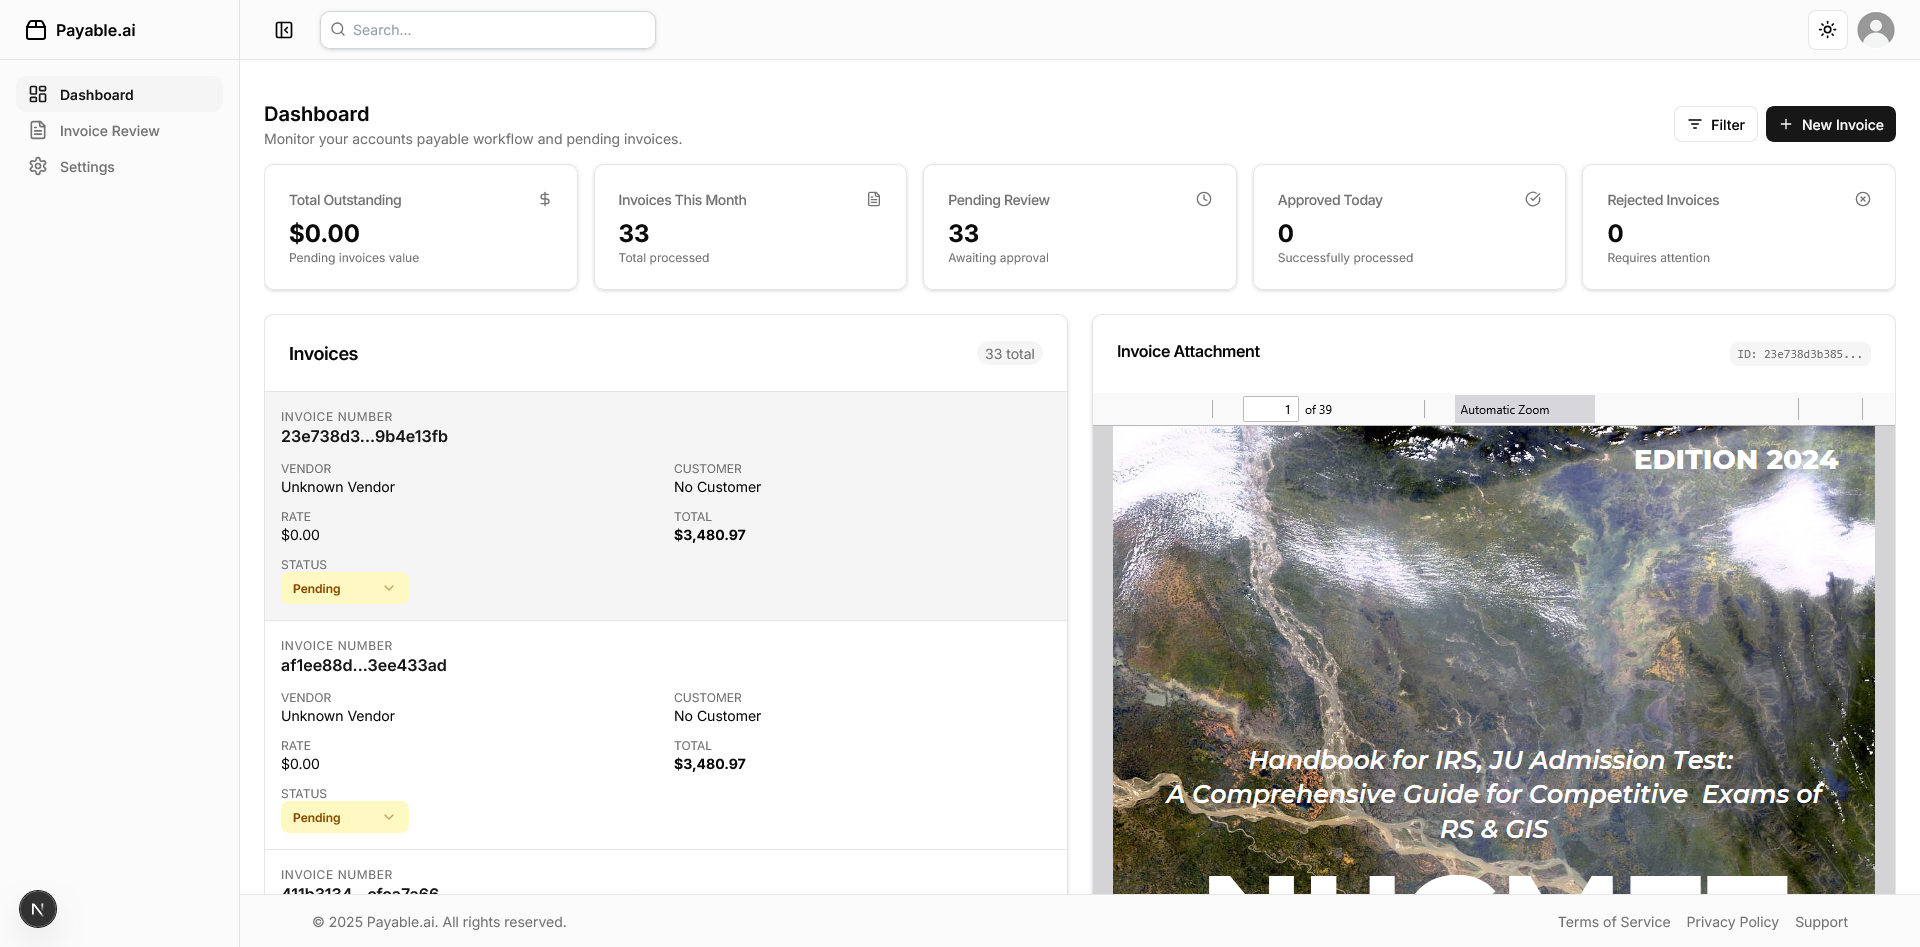 Payable.ai
Search...
Dashboard
Invoice Review
Settings
Dashboard
Monitor your accounts payable workflow and pending invoices.
Filter
New Invoice
Total Outstanding
$0.00
Pending invoices value
Invoices This Month
33
Total processed
Pending Review
33
Awaiting approval
Approved Today
0
Successfully processed
Rejected Invoices
0
Requires attention
Invoices
33 total
INVOICE NUMBER
23e738d3...9b4e13fb
VENDOR
Unknown Vendor
CUSTOMER
No Customer
RATE
$0.00
TOTAL
$3,480.97
STATUS
Pending
INVOICE NUMBER
af1ee88d...3ee433ad
VENDOR
Unknown Vendor
CUSTOMER
No Customer
RATE
$0.00
TOTAL
$3,480.97
STATUS
Pending
INVOICE NUMBER
Invoice Attachment
ID: 23e738d3b385...
1 of 39
Automatic Zoom
EDITION 2024
Handbook for IRS, JU Admission Test:
A Comprehensive Guide for Competitive Exams of
RS & GIS
N
© 2025 Payable.ai. All rights reserved.
Terms of Service
Privacy Policy
Support